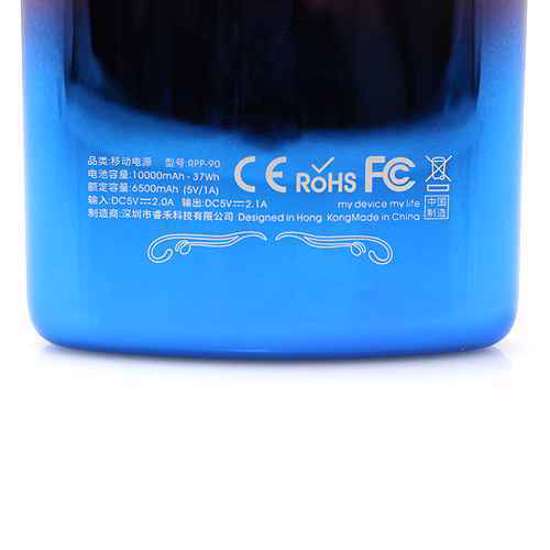 品类:移动电源 型号:RPP-90
电池容量:10000mAh - 37Wh
额定容量:6500mAh (5V/1A)
输入:DC5V⎓2.0A 输出:DC5V⎓2.1A
制造商:深圳市睿禾科技有限公司 Designed in Hong. KongMade in China
CE RoHS FC
my device my life
中国
制造